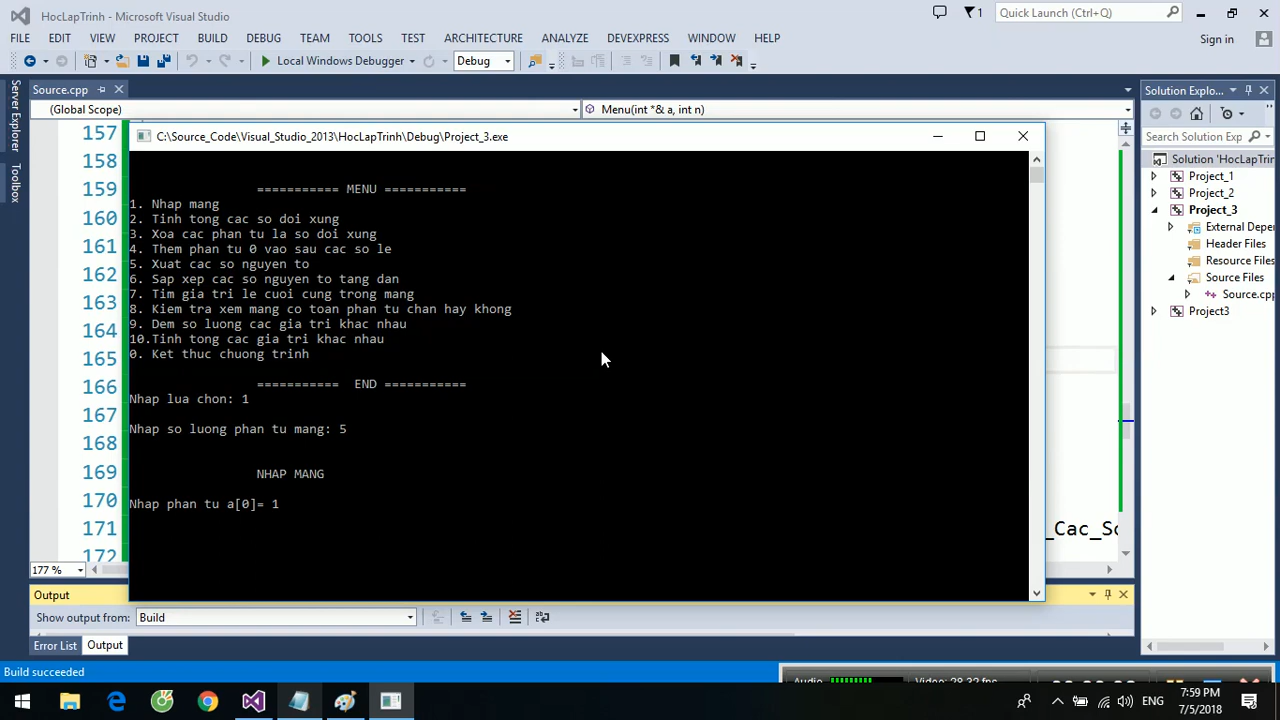 HocLapTrinh - Microsoft Visual Studio
1
Quick Launch (Ctrl+Q)
FILE EDIT VIEW PROJECT BUILD DEBUG TEAM TOOLS TEST ARCHITECTURE ANALYZE DEVEXPRESS WINDOW HELP
Sign in
Local Windows Debugger
Debug
Server Explorer
Toolbox
Source.cpp
(Global Scope)
Menu(int *& a, int n)
157
158
159
160
161
162
163
164
165
166
167
168
169
170
171
172
_Cac_So
177 %
C:\Source_Code\Visual_Studio_2013\HocLapTrinh\Debug\Project_3.exe
=========== MENU ===========
1. Nhap mang
2. Tinh tong cac so doi xung
3. Xoa cac phan tu la so doi xung
4. Them phan tu 0 vao sau cac so le
5. Xuat cac so nguyen to
6. Sap xep cac so nguyen to tang dan
7. Tim gia tri le cuoi cung trong mang
8. Kiem tra xem mang co toan phan tu chan hay khong
9. Dem so luong cac gia tri khac nhau
10.Tinh tong cac gia tri khac nhau
0. Ket thuc chuong trinh
===========  END ===========
Nhap lua chon: 1
Nhap so luong phan tu mang: 5
NHAP MANG
Nhap phan tu a[0]= 1
Solution Explo...
Search Solution Exp
Solution 'HocLapTrin
Project_1
Project_2
Project_3
External Depe
Header Files
Resource Files
Source Files
Source.cpp
Project3
Output
Show output from: Build
Error List Output
Build succeeded
Audio
Video: 28.32 fps
ENG
7:59 PM
7/5/2018